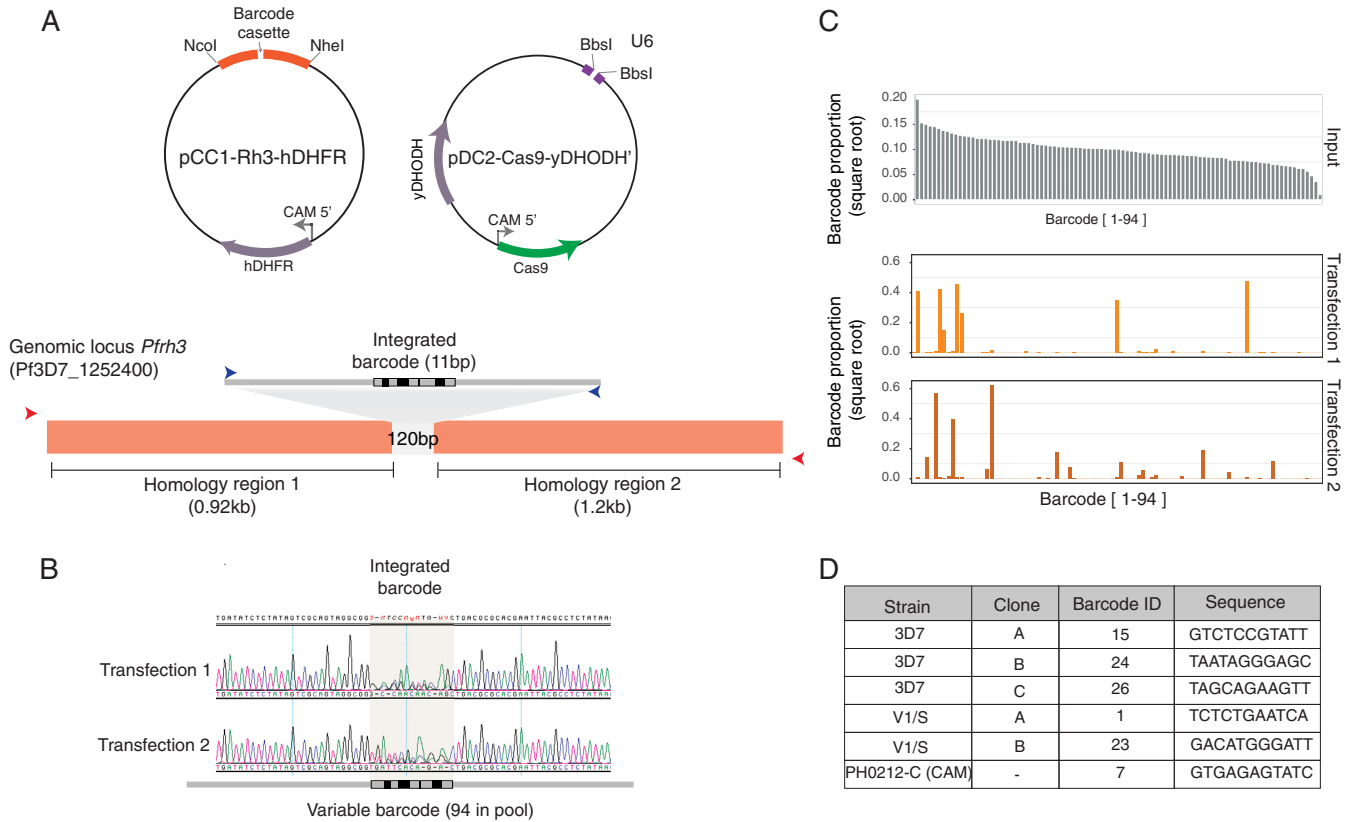 A
Barcode
casette
NcoI
NheI
pCC1-Rh3-hDHFR
CAM 5'
hDHFR
U6
BbsI
BbsI
yDHODH
pDC2-Cas9-yDHODH'
CAM 5'
Cas9
Genomic locus Pfrh3
(Pf3D7_1252400)
Integrated
barcode (11bp)
120bp
Homology region 1
(0.92kb)
Homology region 2
(1.2kb)
B
Integrated
barcode
Transfection 1
Transfection 2
Variable barcode (94 in pool)
C
Barcode proportion
(square root)
0.20
0.15
0.10
0.05
0.00
Input
Barcode [ 1-94 ]
Barcode proportion
(square root)
0.6
0.4
0.2
0.0
Transfection 1
0.6
0.4
0.2
0.0
Transfection 2
Barcode [ 1-94 ]
D
Strain Clone Barcode ID Sequence
3D7 A 15 GTCTCCGTATT
3D7 B 24 TAATAGGGAGC
3D7 C 26 TAGCAGAAGTT
V1/S A 1 TCTCTGAATCA
V1/S B 23 GACATGGGATT
PH0212-C (CAM) - 7 GTGAGAGTATC